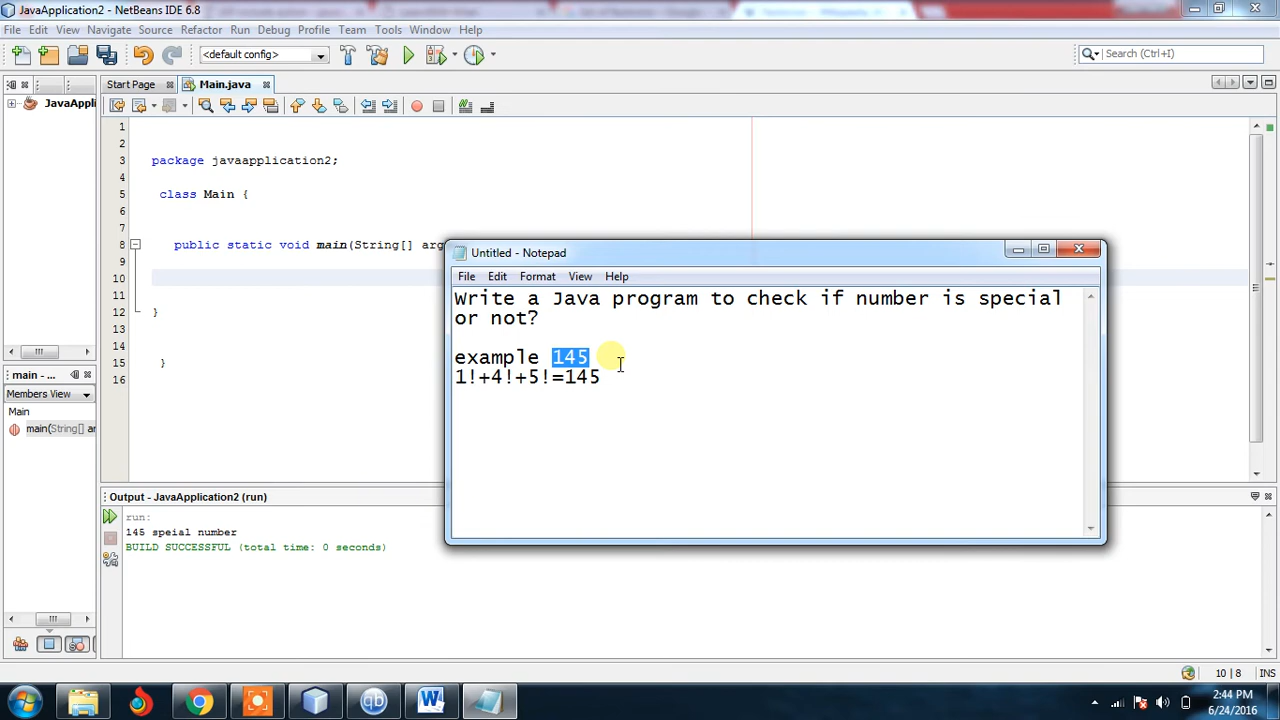 JavaApplication2 - NetBeans IDE 6.8
File Edit View Navigate Source Refactor Run Debug Profile Team Tools Window Help
<default config>
Search (Ctrl+I)
Start Page
Main.java
JavaAppli
1
2
3 package javaapplication2;
4
5 class Main {
6
7
8 public static void main(String[] arg
9
10
11
12 }
13
14
15 }
16
main -
Members View
Main
main(String[] ar
Untitled - Notepad
File Edit Format View Help
Write a Java program to check if number is special
or not?
example 145
1!+4!+5!=145
Output - JavaApplication2 (run)
run:
145 speial number
BUILD SUCCESSFUL (total time: 0 seconds)
10 | 8 INS
2:44 PM
6/24/2016